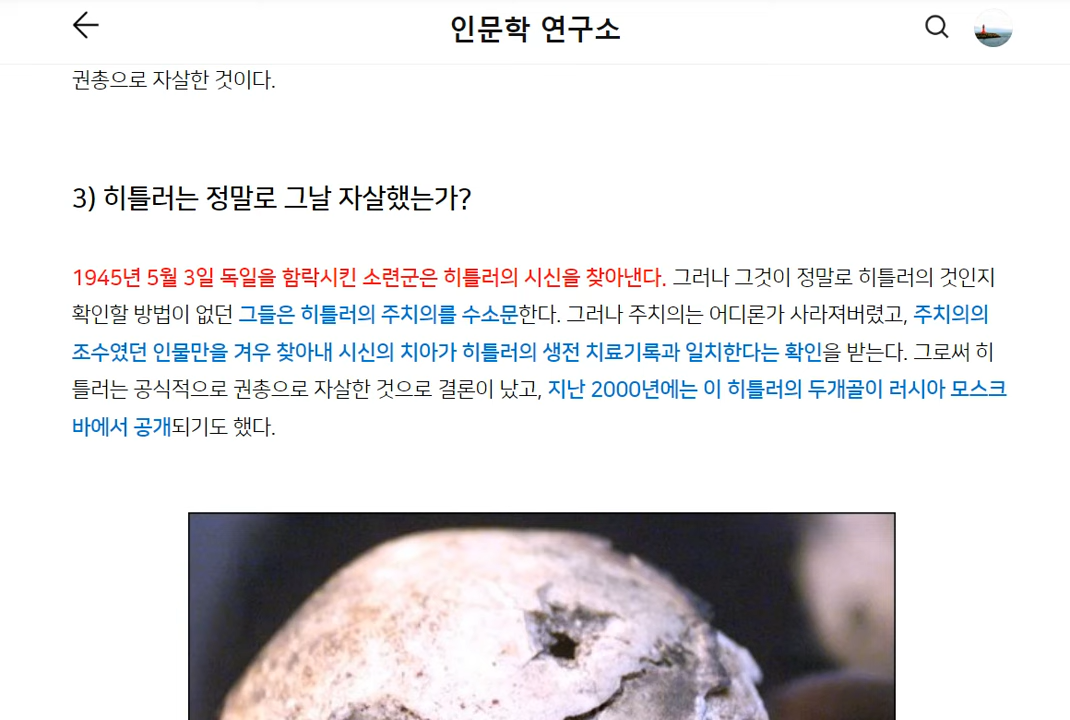 인문학 연구소
권총으로 자살한 것이다.
3) 히틀러는 정말로 그날 자살했는가?
1945년 5월 3일 독일을 함락시킨 소련군은 히틀러의 시신을 찾아낸다. 그러나 그것이 정말로 히틀러의 것인지
확인할 방법이 없던 그들은 히틀러의 주치의를 수소문한다. 그러나 주치의는 어디론가 사라져버렸고, 주치의의
조수였던 인물만을 겨우 찾아내 시신의 치아가 히틀러의 생전 치료기록과 일치한다는 확인을 받는다. 그로써 히
틀러는 공식적으로 권총으로 자살한 것으로 결론이 났고, 지난 2000년에는 이 히틀러의 두개골이 러시아 모스크
바에서 공개되기도 했다.